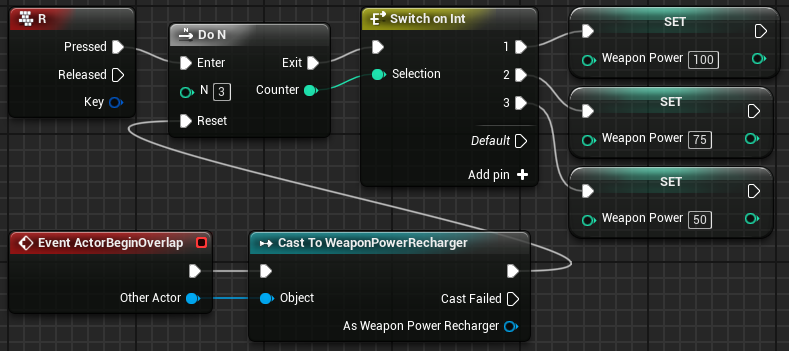 R
Pressed
Released
Key
Do N
Enter Exit
N 3 Counter
Reset
Switch on Int
1
Selection 2
3
Default
Add pin
SET
Weapon Power 100
SET
Weapon Power 75
SET
Weapon Power 50
Event ActorBeginOverlap
Other Actor
Cast To WeaponPowerRecharger
Object
Cast Failed
As Weapon Power Recharger